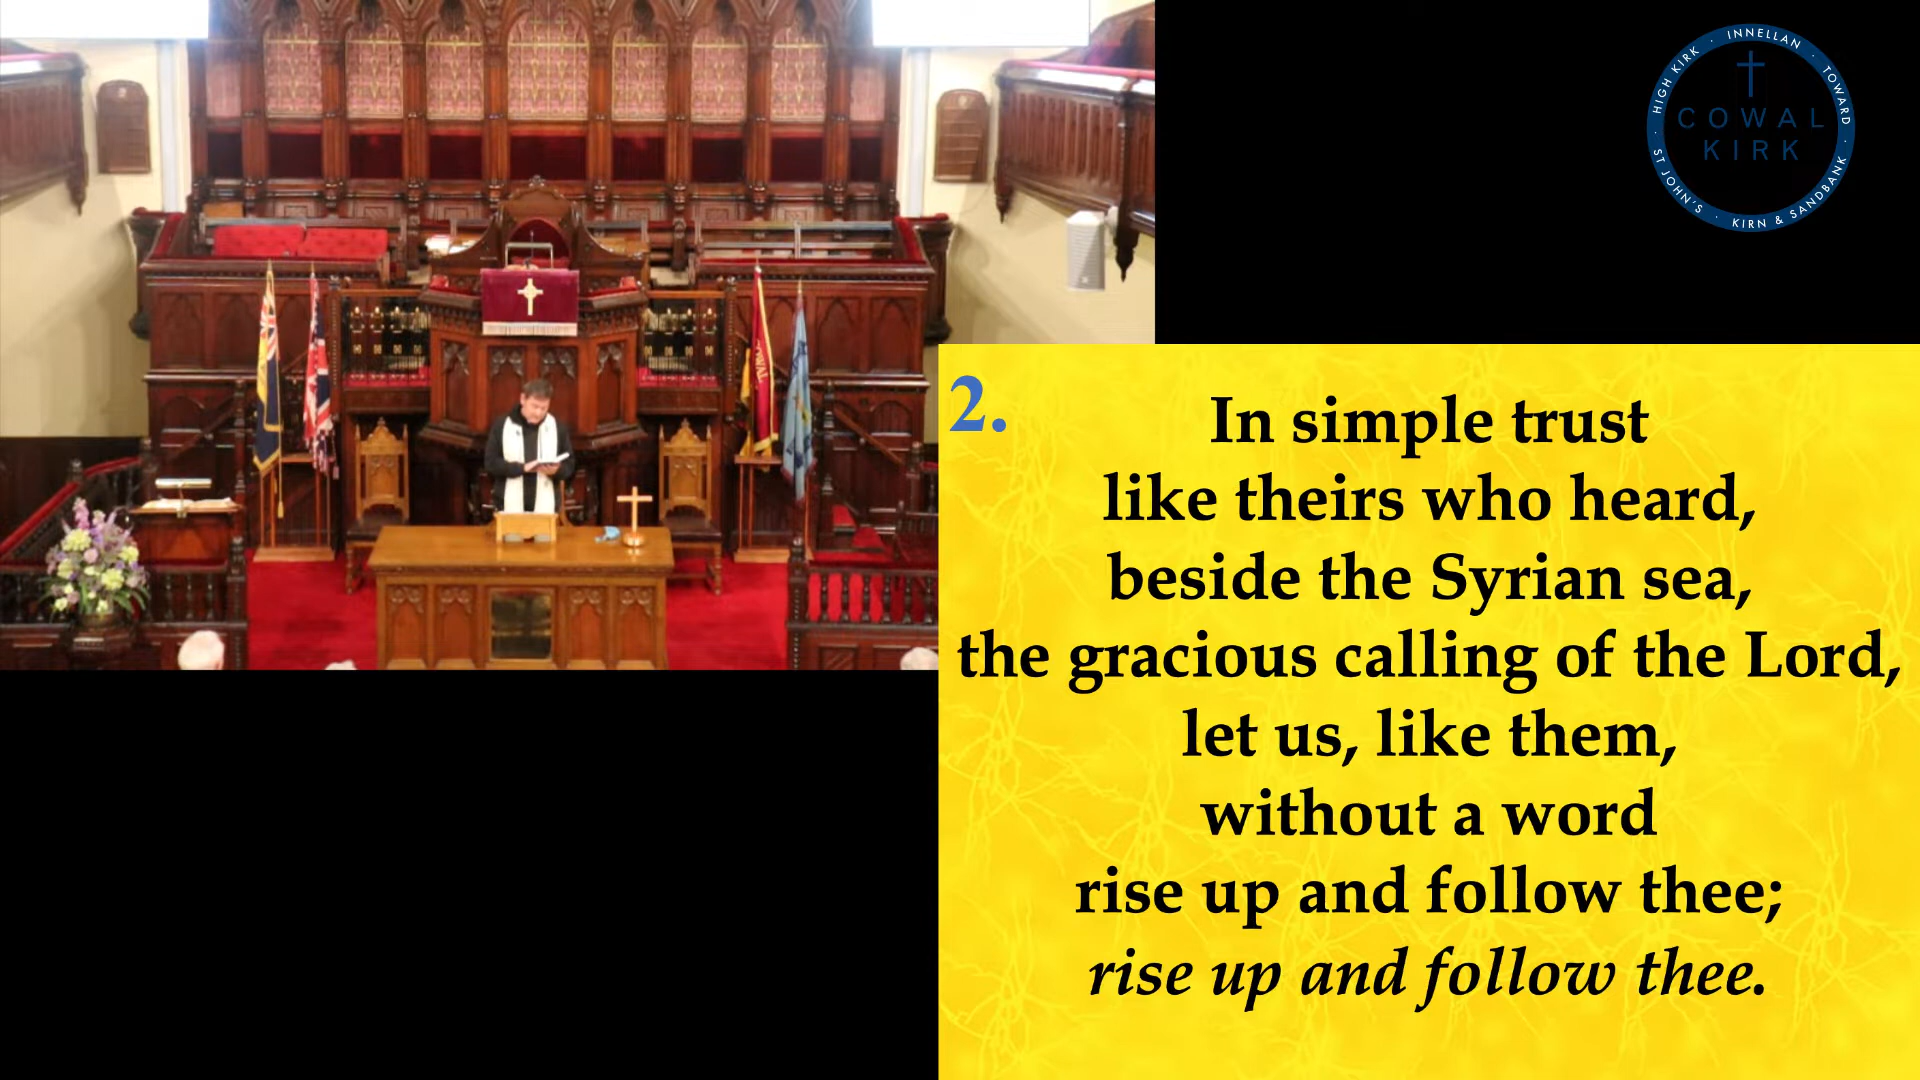 HIGH KIRK · INNELLAN · TOWARD · KIRN & SANDBANK · ST JOHN'S ·
COWAL
KIRK
2.
In simple trust
like theirs who heard,
beside the Syrian sea,
the gracious calling of the Lord,
let us, like them,
without a word
rise up and follow thee;
rise up and follow thee.